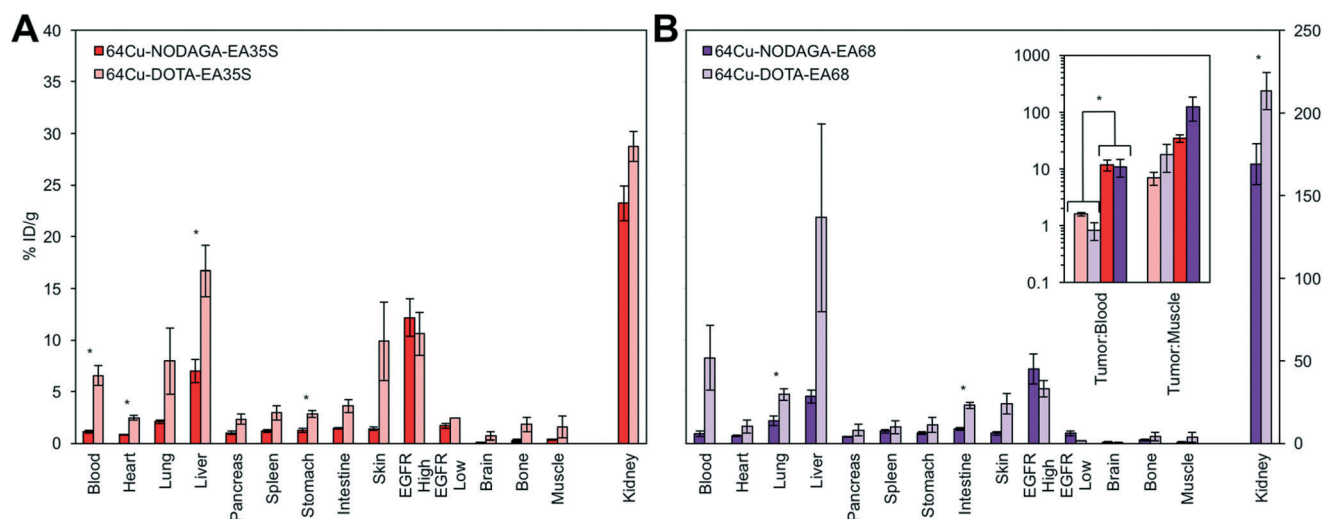 A
40
35
30
25
20
15
10
5
0
% ID/g
64Cu-NODAGA-EA35S
64Cu-DOTA-EA35S
*
*
*
*
Blood
Heart
Lung
Liver
Pancreas
Spleen
Stomach
Intestine
Skin
EGFR
High
EGFR
Low
Brain
Bone
Muscle
Kidney
B
64Cu-NODAGA-EA68
64Cu-DOTA-EA68
*
*
*
250
200
150
100
50
0
1000
100
10
1
0.1
*
Tumor:Blood
Tumor:Muscle
Blood
Heart
Lung
Liver
Pancreas
Spleen
Stomach
Intestine
Skin
EGFR
High
EGFR
Low
Brain
Bone
Muscle
Kidney